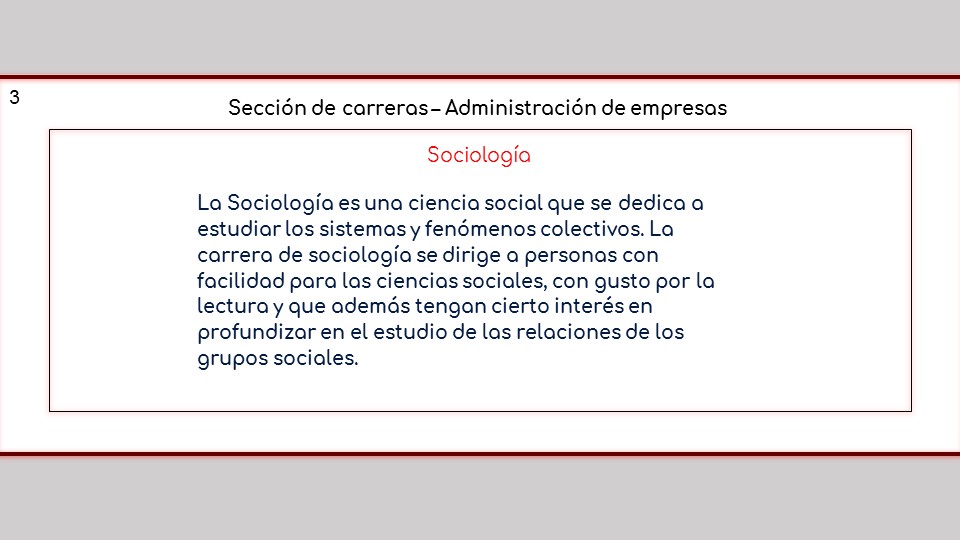 3
Sección de carreras – Administración de empresas
Sociología
La Sociología es una ciencia social que se dedica a
estudiar los sistemas y fenómenos colectivos. La
carrera de sociología se dirige a personas con
facilidad para las ciencias sociales, con gusto por la
lectura y que además tengan cierto interés en
profundizar en el estudio de las relaciones de los
grupos sociales.